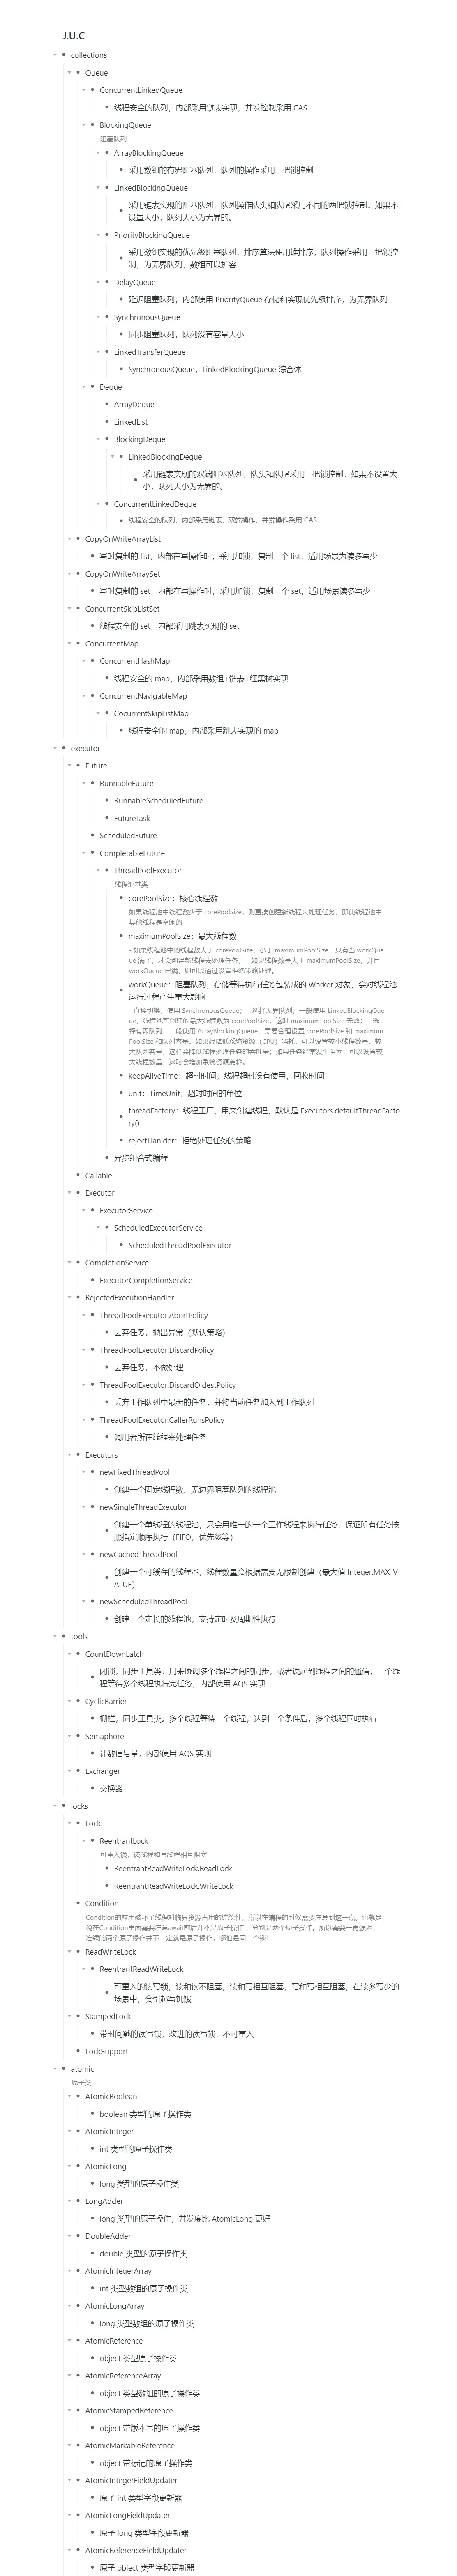 J.U.C
collections
Queue
ConcurrentLinkedQueue
线程安全的队列，内部采用链表实现，并发控制采用 CAS
BlockingQueue
阻塞队列
ArrayBlockingQueue
采用数组的有界阻塞队列，队列的操作采用一把锁控制
LinkedBlockingQueue
采用链表实现的阻塞队列，队列操作队头和队尾采用不同的两把锁控制。如果不
设置大小，队列大小为无界的。
PriorityBlockingQueue
采用数组实现的优先级阻塞队列，排序算法使用堆排序，队列操作采用一把锁控
制，为无界队列，数组可以扩容
DelayQueue
延迟阻塞队列，内部使用 PriorityQueue 存储和实现优先级排序，为无界队列
SynchronousQueue
同步阻塞队列，队列没有容量大小
LinkedTransferQueue
SynchronousQueue，LinkedBlockingQueue 综合体
Deque
ArrayDeque
LinkedList
BlockingDeque
LinkedBlockingDeque
采用链表实现的双端阻塞队列，队头和队尾采用一把锁控制。如果不设置大
小，队列大小为无界的。
ConcurrentLinkedDeque
线程安全的队列，内部采用链表，双端操作，并发操作采用 CAS
CopyOnWriteArrayList
写时复制的 list，内部在写操作时，采用加锁，复制一个 list，适用场景为读多写少
CopyOnWriteArraySet
写时复制的 set，内部在写操作时，采用加锁，复制一个 set，适用场景读多写少
ConcurrentSkipListSet
线程安全的 set，内部采用跳表实现的 set
ConcurrentMap
ConcurrentHashMap
线程安全的 map，内部采用数组+链表+红黑树实现
ConcurrentNavigableMap
CocurrentSkipListMap
线程安全的 map，内部采用跳表实现的 map
executor
Future
RunnableFuture
RunnableScheduledFuture
FutureTask
ScheduledFuture
CompletableFuture
ThreadPoolExecutor
线程池基类
corePoolSize：核心线程数
如果线程池中线程数少于 corePoolSize，则直接创建新线程来处理任务，即使线程池中
其他线程是空闲的
maximumPoolSize：最大线程数
- 如果线程池中的线程数大于 corePoolSize，小于 maximumPoolSize，只有当 workQue
ue 满了，才会创建新线程去处理任务； - 如果线程数量大于 maximumPoolSize，并且
workQueue 已满，则可以通过设置拒绝策略处理。
workQueue：阻塞队列，存储等待执行任务包装成的 Worker 对象，会对线程池
运行过程产生重大影响
- 直接切换，使用 SynchronousQueue； - 选择无界队列，一般使用 LinkedBlockingQue
ue，线程池可创建的最大线程数为 corePoolSize，这时 maximumPoolSize 无效； - 选
择有界队列，一般使用 ArrayBlockingQueue，需要合理设置 corePoolSize 和 maximum
PoolSize 和队列容量。如果想降低系统资源（CPU）消耗，可以设置较小线程数量，较
大队列容量，这样会降低线程处理任务的吞吐量；如果任务经常发生阻塞，可以设置较
大线程数量，这时会增加系统资源消耗。
keepAliveTime：超时时间，线程超时没有使用，回收时间
unit：TimeUnit，超时时间的单位
threadFactory：线程工厂，用来创建线程，默认是 Executors.defaultThreadFacto
ry()
rejectHanlder：拒绝处理任务的策略
异步组合式编程
Callable
Executor
ExecutorService
ScheduledExecutorService
ScheduledThreadPoolExecutor
CompletionService
ExecutorCompletionService
RejectedExecutionHandler
ThreadPoolExecutor.AbortPolicy
丢弃任务，抛出异常（默认策略）
ThreadPoolExecutor.DiscardPolicy
丢弃任务，不做处理
ThreadPoolExecutor.DiscardOldestPolicy
丢弃工作队列中最老的任务，并将当前任务加入到工作队列
ThreadPoolExecutor.CallerRunsPolicy
调用者所在线程来处理任务
Executors
newFixedThreadPool
创建一个固定线程数、无边界阻塞队列的线程池
newSingleThreadExecutor
创建一个单线程的线程池，只会用唯一的一个工作线程来执行任务，保证所有任务按
照指定顺序执行（FIFO，优先级等）
newCachedThreadPool
创建一个可缓存的线程池，线程数量会根据需要无限制创建（最大值 Integer.MAX_V
ALUE）
newScheduledThreadPool
创建一个定长的线程池，支持定时及周期性执行
tools
CountDownLatch
闭锁，同步工具类。用来协调多个线程之间的同步，或者说起到线程之间的通信，一个线
程等待多个线程执行完任务，内部使用 AQS 实现
CyclicBarrier
栅栏，同步工具类。多个线程等待一个线程，达到一个条件后，多个线程同时执行
Semaphore
计数信号量，内部使用 AQS 实现
Exchanger
交换器
locks
Lock
ReentrantLock
可重入锁，读线程和写线程相互阻塞
ReentrantReadWriteLock.ReadLock
ReentrantReadWriteLock.WriteLock
Condition
Condition的应用破坏了线程对临界资源占用的连续性，所以在编程的时候需要注意到这一点。也就是
说在Condition里面需要注意await前后并不是原子操作 ，分别是两个原子操作。所以需要一再强调，
连续的两个原子操作并不一定就是原子操作，哪怕是同一个锁！
ReadWriteLock
ReentrantReadWriteLock
可重入的读写锁，读和读不阻塞，读和写相互阻塞，写和写相互阻塞，在读多写少的
场景中，会引起写饥饿
StampedLock
带时间戳的读写锁，改进的读写锁，不可重入
LockSupport
atomic
原子类
AtomicBoolean
boolean 类型的原子操作类
AtomicInteger
int 类型的原子操作类
AtomicLong
long 类型的原子操作类
LongAdder
long 类型的原子操作，并发度比 AtomicLong 更好
DoubleAdder
double 类型的原子操作类
AtomicIntegerArray
int 类型数组的原子操作类
AtomicLongArray
long 类型数组的原子操作类
AtomicReference
object 类型原子操作类
AtomicReferenceArray
object 类型数组的原子操作类
AtomicStampedReference
object 带版本号的原子操作类
AtomicMarkableReference
object 带标记的原子操作类
AtomicIntegerFieldUpdater
原子 int 类型字段更新器
AtomicLongFieldUpdater
原子 long 类型字段更新器
AtomicReferenceFieldUpdater
原子 object 类型字段更新器